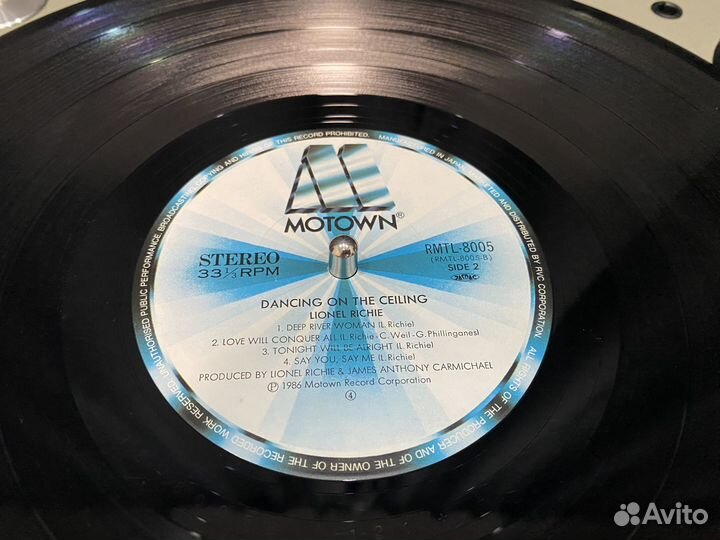 MOTOWN®
STEREO
33 1/3 RPM
RMTL-8005
(RMTL-8005-B)
SIDE 2
DANCING ON THE CEILING
LIONEL RICHIE
1. DEEP RIVER WOMAN (L. Richie)
2. LOVE WILL CONQUER ALL (L. Richie-C. Weil-G. Phillinganes)
3. TONIGHT WILL BE ALRIGHT (L. Richie)
4. SAY YOU, SAY ME (L. Richie)
PRODUCED BY LIONEL RICHIE & JAMES ANTHONY CARMICHAEL
Ⓟ 1986 Motown Record Corporation
④
ALL RIGHTS OF THE PRODUCER AND OF THE OWNER OF THE RECORDED WORK RESERVED. UNAUTHORISED PUBLIC PERFORMANCE, BROADCASTING AND OF THIS RECORD PROHIBITED. IN JAPAN BY RVC CORPORATION.
Avito